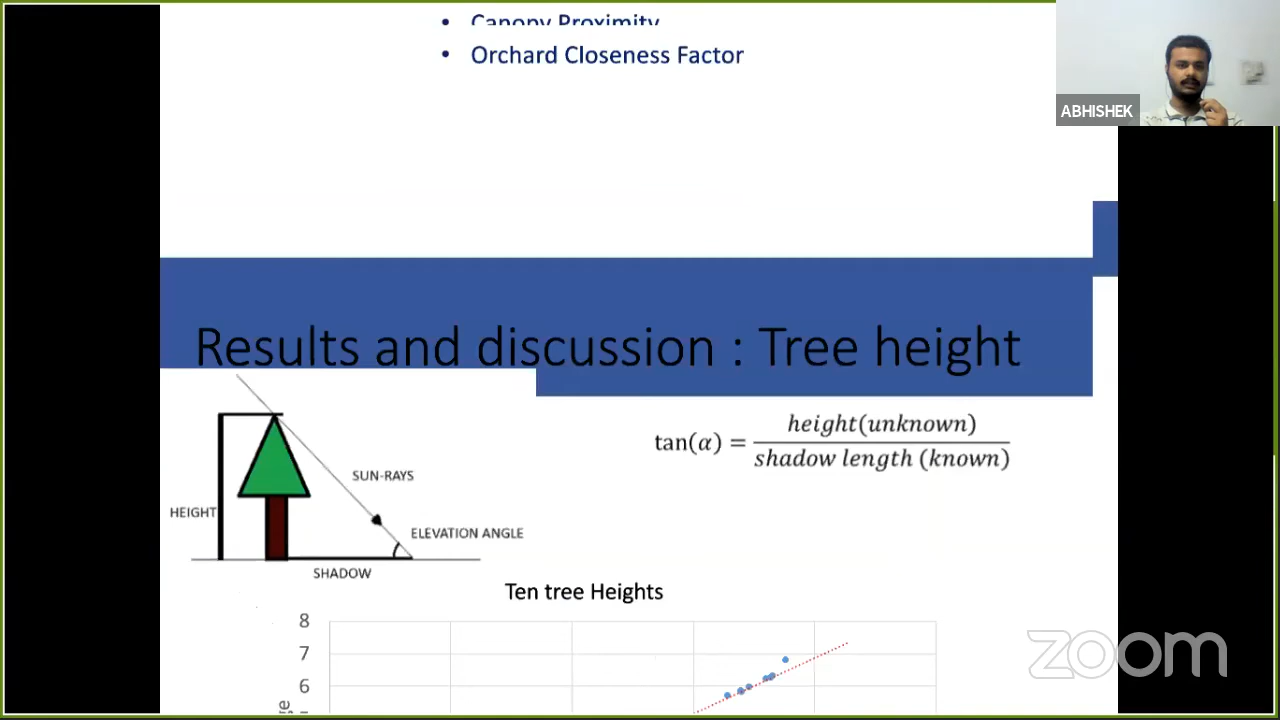 • Canopy Proximity
• Orchard Closeness Factor
ABHISHEK
Results and discussion : Tree height
tan(α) = height(unknown)
shadow length (known)
SUN-RAYS
HEIGHT
ELEVATION ANGLE
SHADOW
Ten tree Heights
8
7
6
zoom